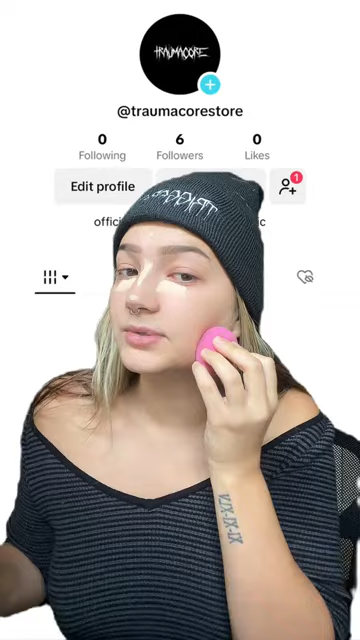 TRAUMACORE
@traumacorestore
0 6 0
Following Followers Likes
Edit profile
1